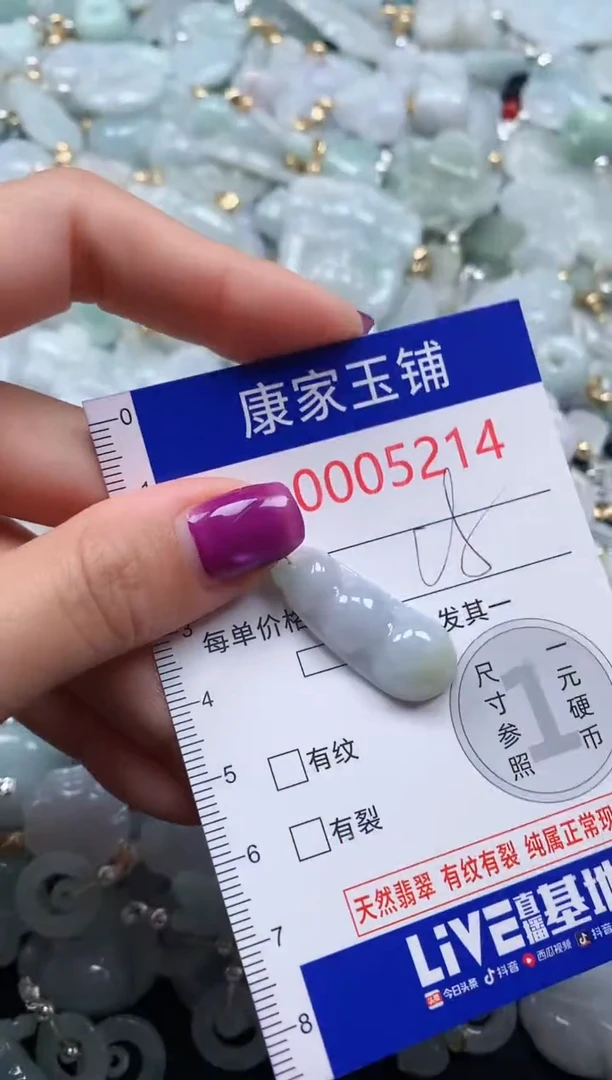 康家玉铺
0005214
每单价格
发其一
尺寸参照
一元硬币
1
有纹
有裂
天然翡翠 有纹有裂 纯属正常现
LiVE直播基地
今日头条 抖音 西瓜视频 抖音
0
3
4
5
6
7
8